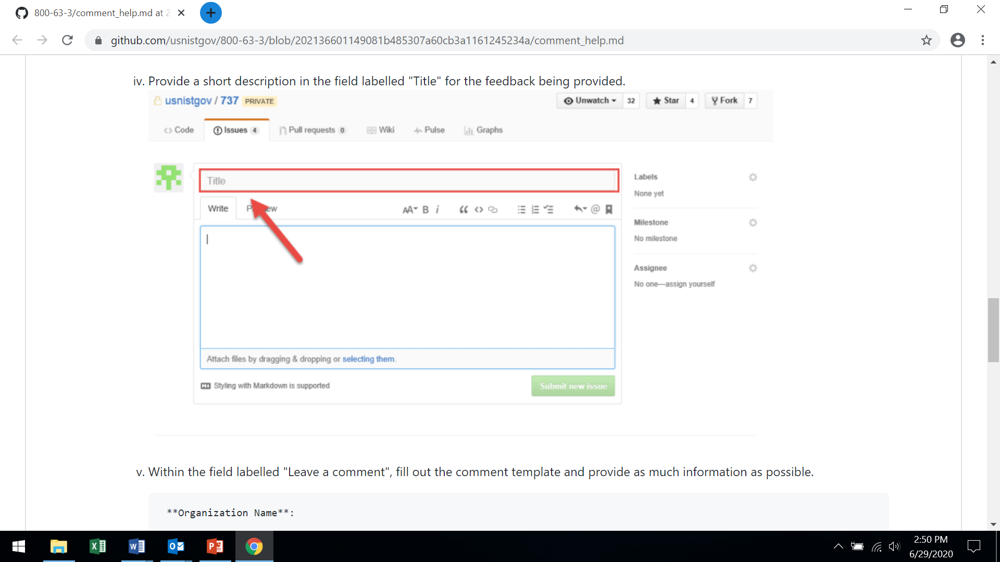 800-63-3/comment_help.md at 2
github.com/usnistgov/800-63-3/blob/202136601149081b485307a60cb3a1161245234a/comment_help.md
iv. Provide a short description in the field labelled "Title" for the feedback being provided.
usnistgov / 737 PRIVATE
Unwatch 32 Star 4 Fork 7
Code Issues 4 Pull requests 0 Wiki Pulse Graphs
Title
Labels
None yet
Write
AA B i
Milestone
No milestone
Assignee
No one—assign yourself
Attach files by dragging & dropping or selecting them.
Styling with Markdown is supported
Submit new issue
v. Within the field labelled "Leave a comment", fill out the comment template and provide as much information as possible.
**Organization Name**:
2:50 PM
6/29/2020